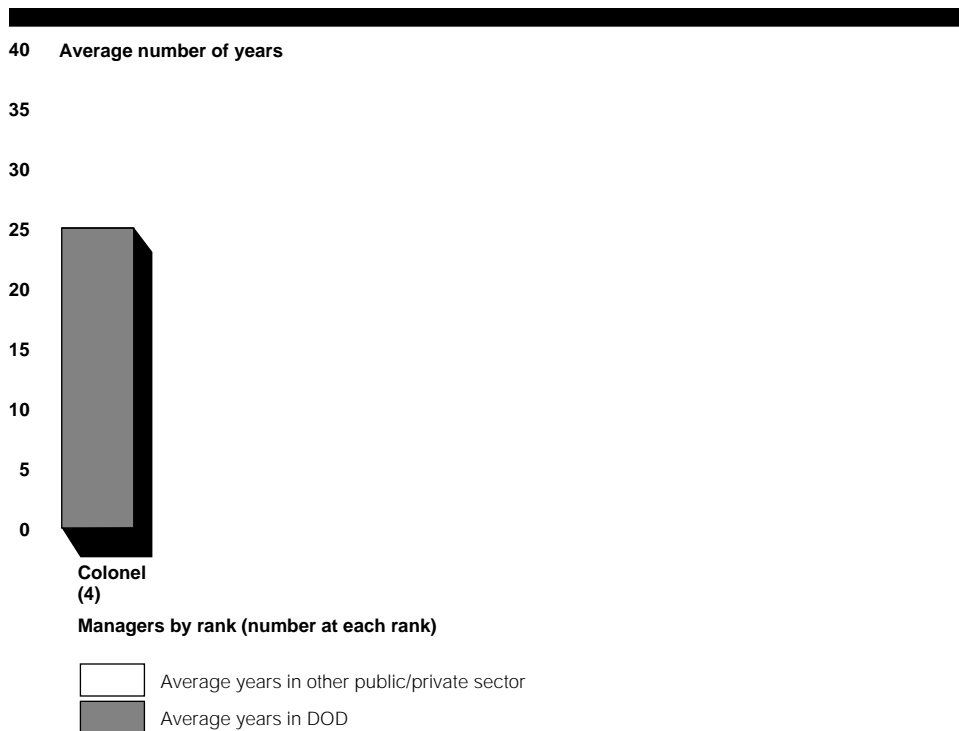 40 Average number of years
35
30
25
20
15
10
5
0
Colonel
(4)
Managers by rank (number at each rank)
Average years in other public/private sector
Average years in DOD